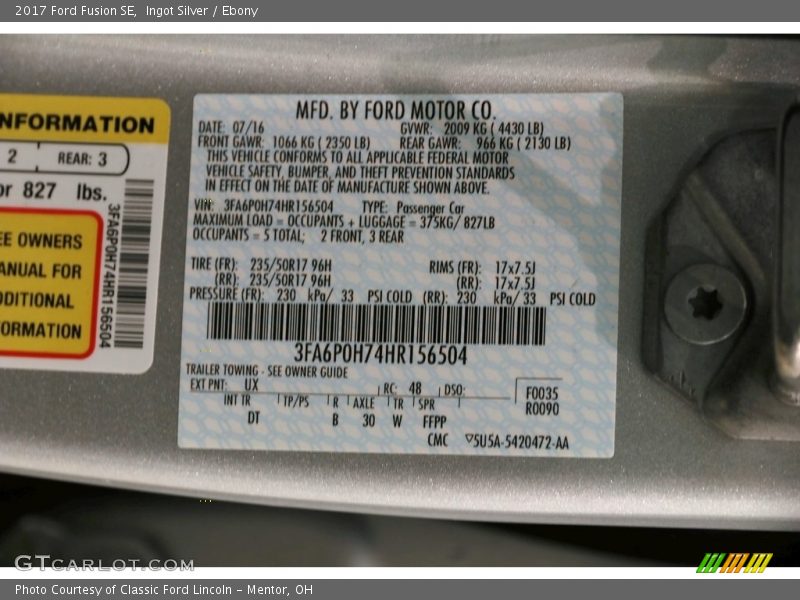 2017 Ford Fusion SE, Ingot Silver / Ebony
NFORMATION
2 REAR: 3
or 827 lbs.
EE OWNERS
ANUAL FOR
DDITIONAL
FORMATION
3FA6P0H74HR156504
MFD. BY FORD MOTOR CO.
DATE: 07/16 GVWR: 2009 KG ( 4430 LB)
FRONT GAWR: 1066 KG ( 2350 LB) REAR GAWR: 966 KG ( 2130 LB)
THIS VEHICLE CONFORMS TO ALL APPLICABLE FEDERAL MOTOR
VEHICLE SAFETY, BUMPER, AND THEFT PREVENTION STANDARDS
IN EFFECT ON THE DATE OF MANUFACTURE SHOWN ABOVE.
VIN: 3FA6P0H74HR156504 TYPE: Passenger Car
MAXIMUM LOAD = OCCUPANTS + LUGGAGE = 375KG/ 827LB
OCCUPANTS = 5 TOTAL; 2 FRONT, 3 REAR
TIRE (FR): 235/50R17 96H RIMS (FR): 17x7.5J
(RR): 235/50R17 96H (RR): 17x7.5J
PRESSURE (FR): 230 kPa/ 33 PSI COLD (RR): 230 kPa/ 33 PSI COLD
3FA6P0H74HR156504
TRAILER TOWING - SEE OWNER GUIDE
EXT PNT: UX RC: 48 DSO: F0035
INT TR TP/PS R AXLE TR SPR R0090
DT B 30 W FFPP
CMC 5U5A-5420472-AA
GTCarLot.com
Photo Courtesy of Classic Ford Lincoln – Mentor, OH